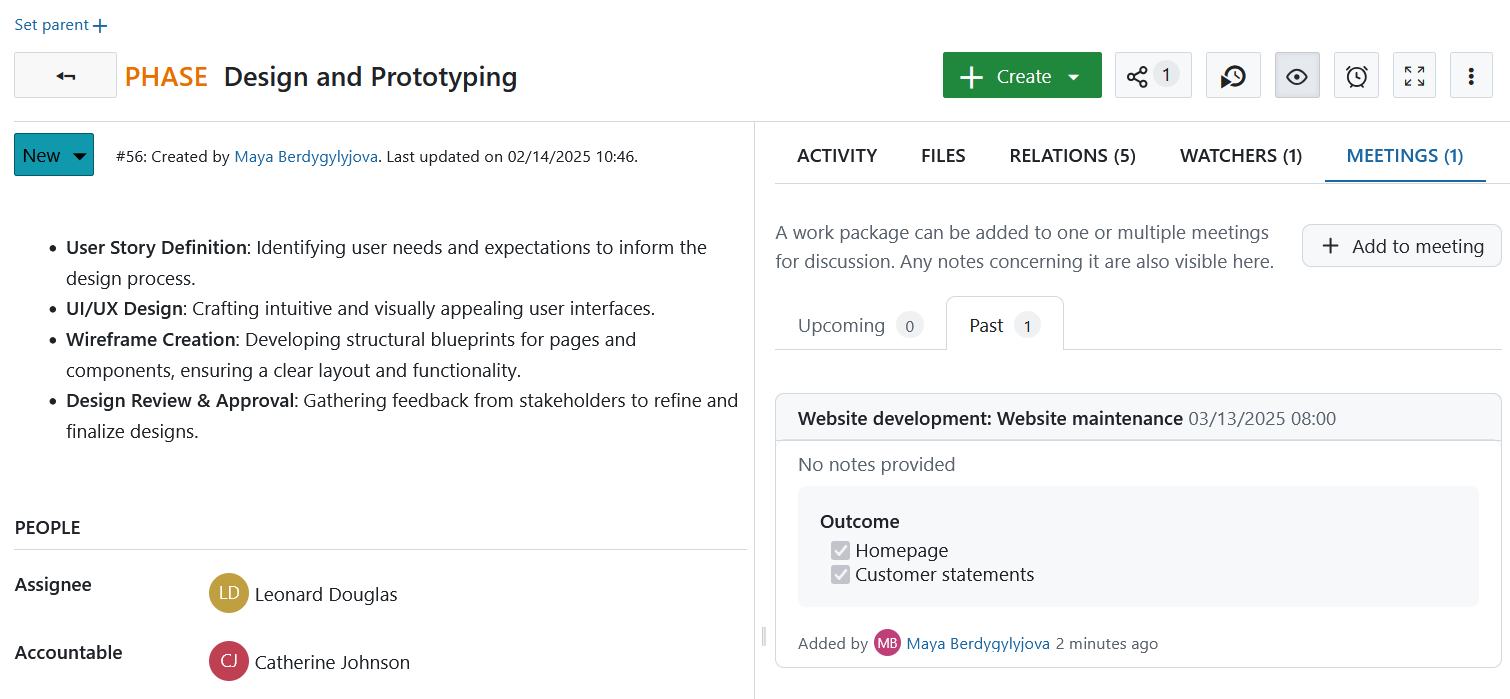 Set parent
PHASE Design and Prototyping
Create
1
New
#56: Created by Maya Berdygylyjova. Last updated on 02/14/2025 10:46.
User Story Definition: Identifying user needs and expectations to inform the
design process.
UI/UX Design: Crafting intuitive and visually appealing user interfaces.
Wireframe Creation: Developing structural blueprints for pages and
components, ensuring a clear layout and functionality.
Design Review & Approval: Gathering feedback from stakeholders to refine and
finalize designs.
PEOPLE
Assignee
LD Leonard Douglas
Accountable
CJ Catherine Johnson
ACTIVITY FILES RELATIONS (5) WATCHERS (1) MEETINGS (1)
A work package can be added to one or multiple meetings
for discussion. Any notes concerning it are also visible here.
Add to meeting
Upcoming 0 Past 1
Website development: Website maintenance 03/13/2025 08:00
No notes provided
Outcome
Homepage
Customer statements
Added by MB Maya Berdygylyjova 2 minutes ago